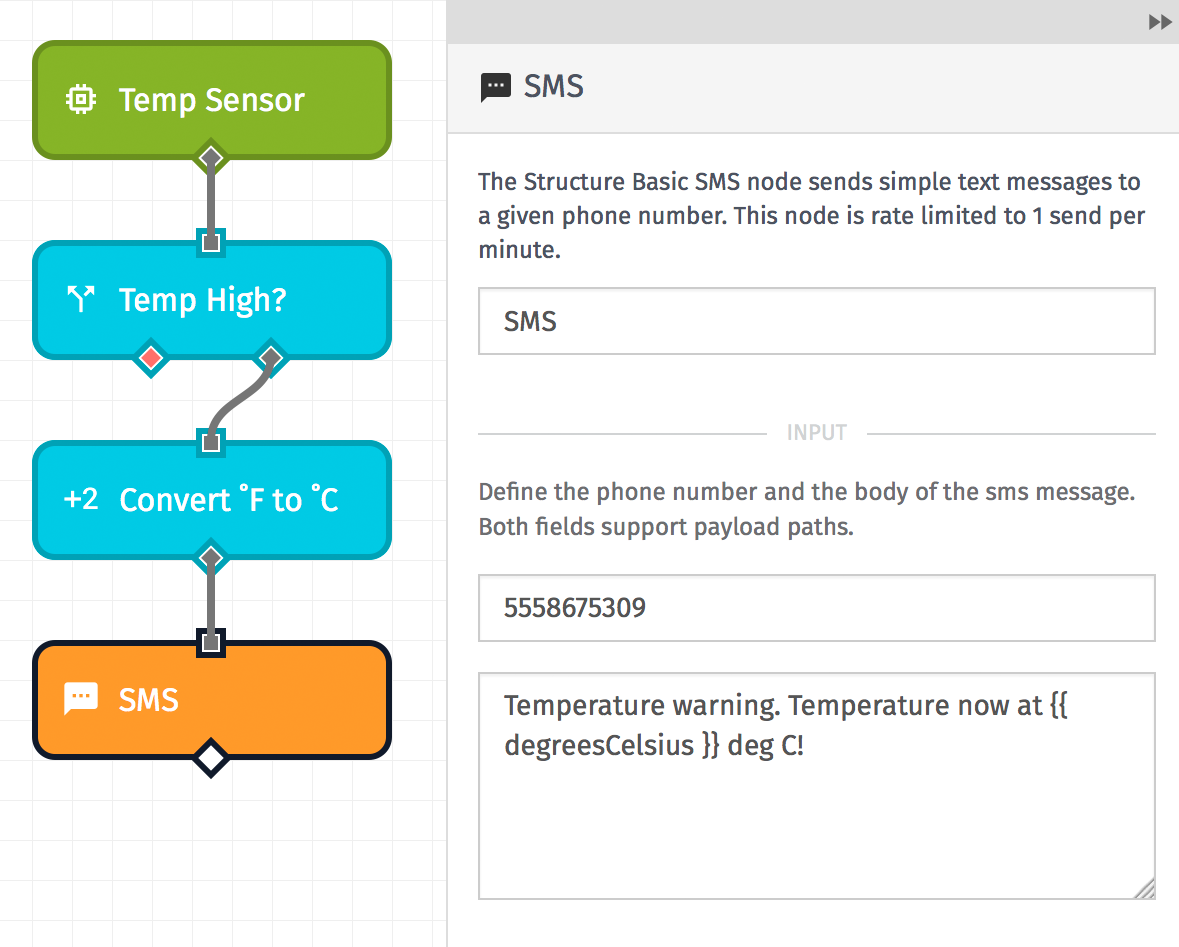 Temp Sensor
Temp High?
+2 Convert ˚F to ˚C
SMS
SMS
The Structure Basic SMS node sends simple text messages to
a given phone number. This node is rate limited to 1 send per
minute.
SMS
INPUT
Define the phone number and the body of the sms message.
Both fields support payload paths.
5558675309
Temperature warning. Temperature now at {{
degreesCelsius }} deg C!